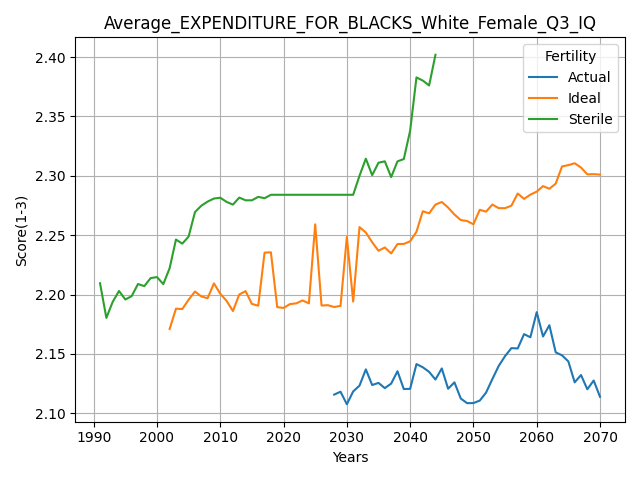 Average_EXPENDITURE_FOR_BLACKS_White_Female_Q3_IQ
Fertility
Actual
Ideal
Sterile
Score(1-3)
2.40
2.35
2.30
2.25
2.20
2.15
2.10
1990 2000 2010 2020 2030 2040 2050 2060 2070
Years